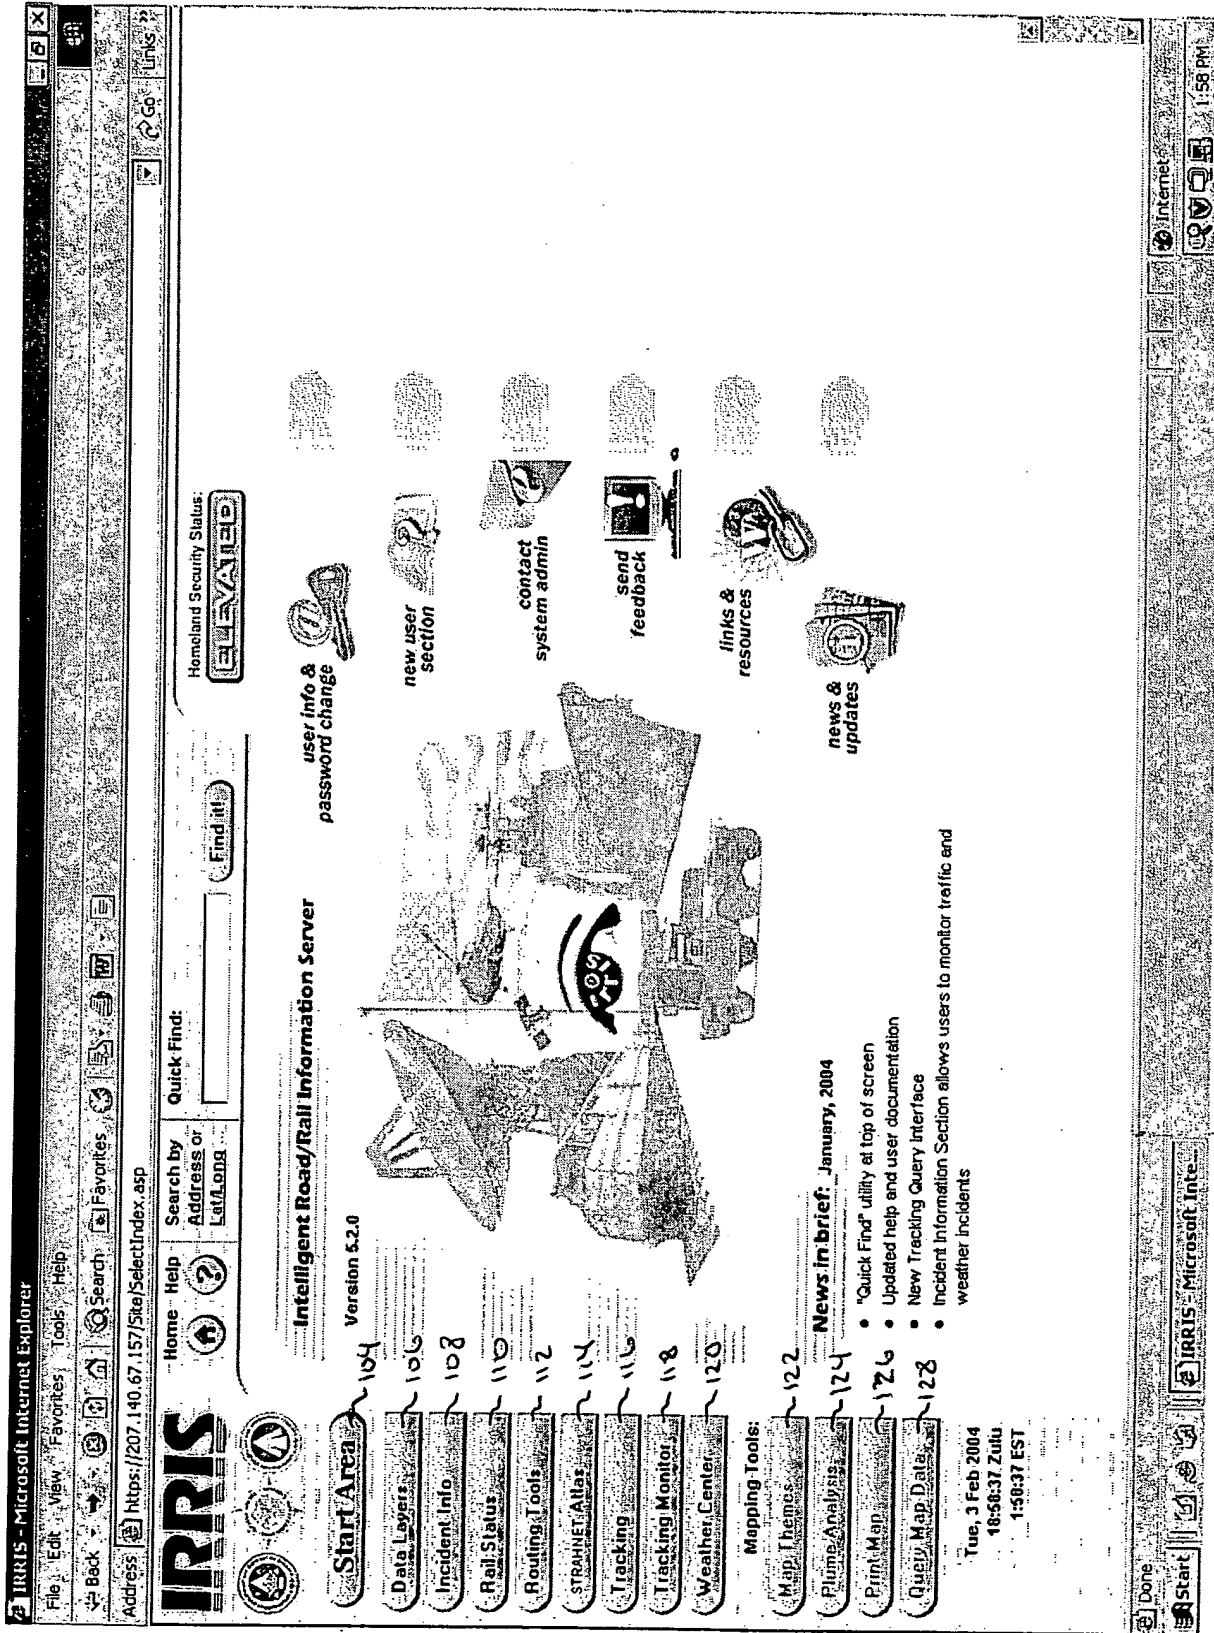 IRRIS - Microsoft Internet Explorer
File Edit View Favorites Tools Help
Back Search Favorites
Address https://207.140.67.157/Site/SelectIndex.asp Go Links »
IRRIS
Home Help
Search by
Address or
Lat/Long ...
Quick Find:
Find it!
Homeland Security Status:
ELEVATED
Start Area 104
Data Layers 106
Incident Info 108
Rail Status 110
Routing Tools 112
STRAHNET Atlas 114
Tracking 116
Tracking Monitor 118
Weather Center 120
Mapping Tools:
Map Themes 122
Plume Analysis 124
Print Map 126
Query Map Data 128
Tue, 3 Feb 2004
18:58:37 Zulu
1:58:37 EST
Intelligent Road/Rail Information Server
Version 5.2.0
user info &
password change
new user
section
contact
system admin
send
feedback
links &
resources
news &
updates
News in brief: January, 2004
• "Quick Find" utility at top of screen
• Updated help and user documentation
• New Tracking Query Interface
• Incident Information Section allows users to monitor traffic and
weather incidents
Done Internet
Start IRRIS - Microsoft Inte... 1:58 PM